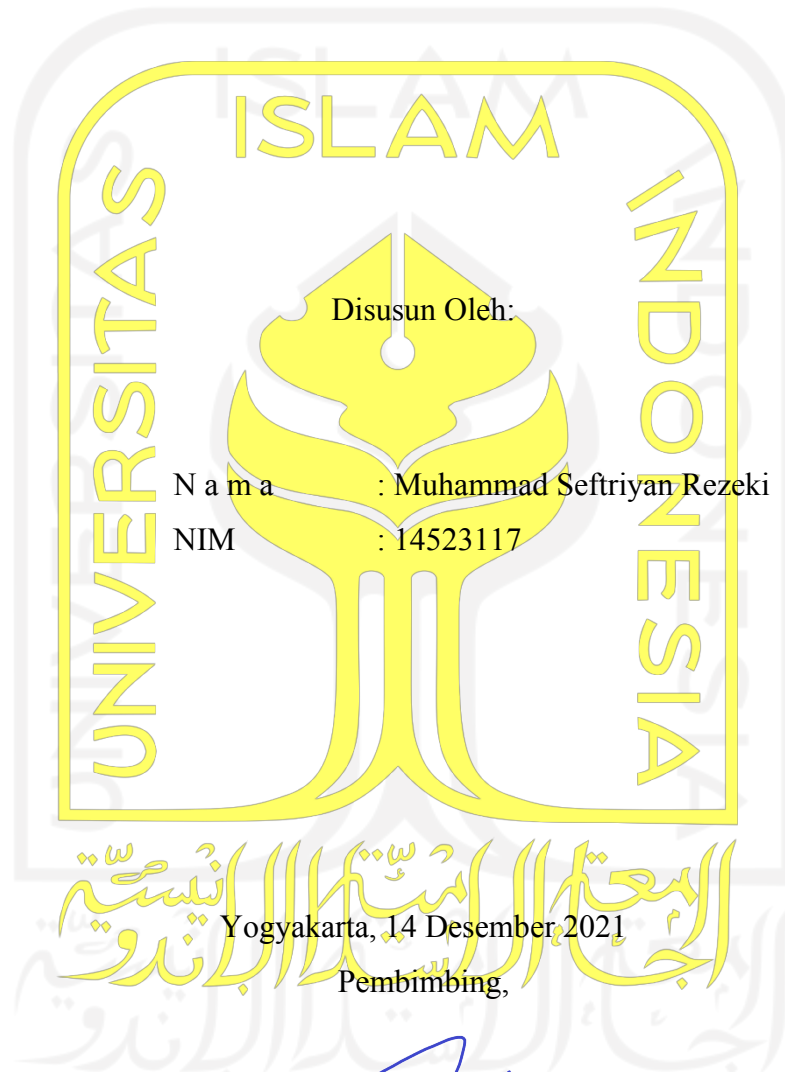 ISLAM
UNIVERSITAS
INDONESIA
Disusun Oleh:
N a m a : Muhammad Seftriyan Rezeki
NIM : 14523117
Yogyakarta, 14 Desember 2021
Pembimbing,